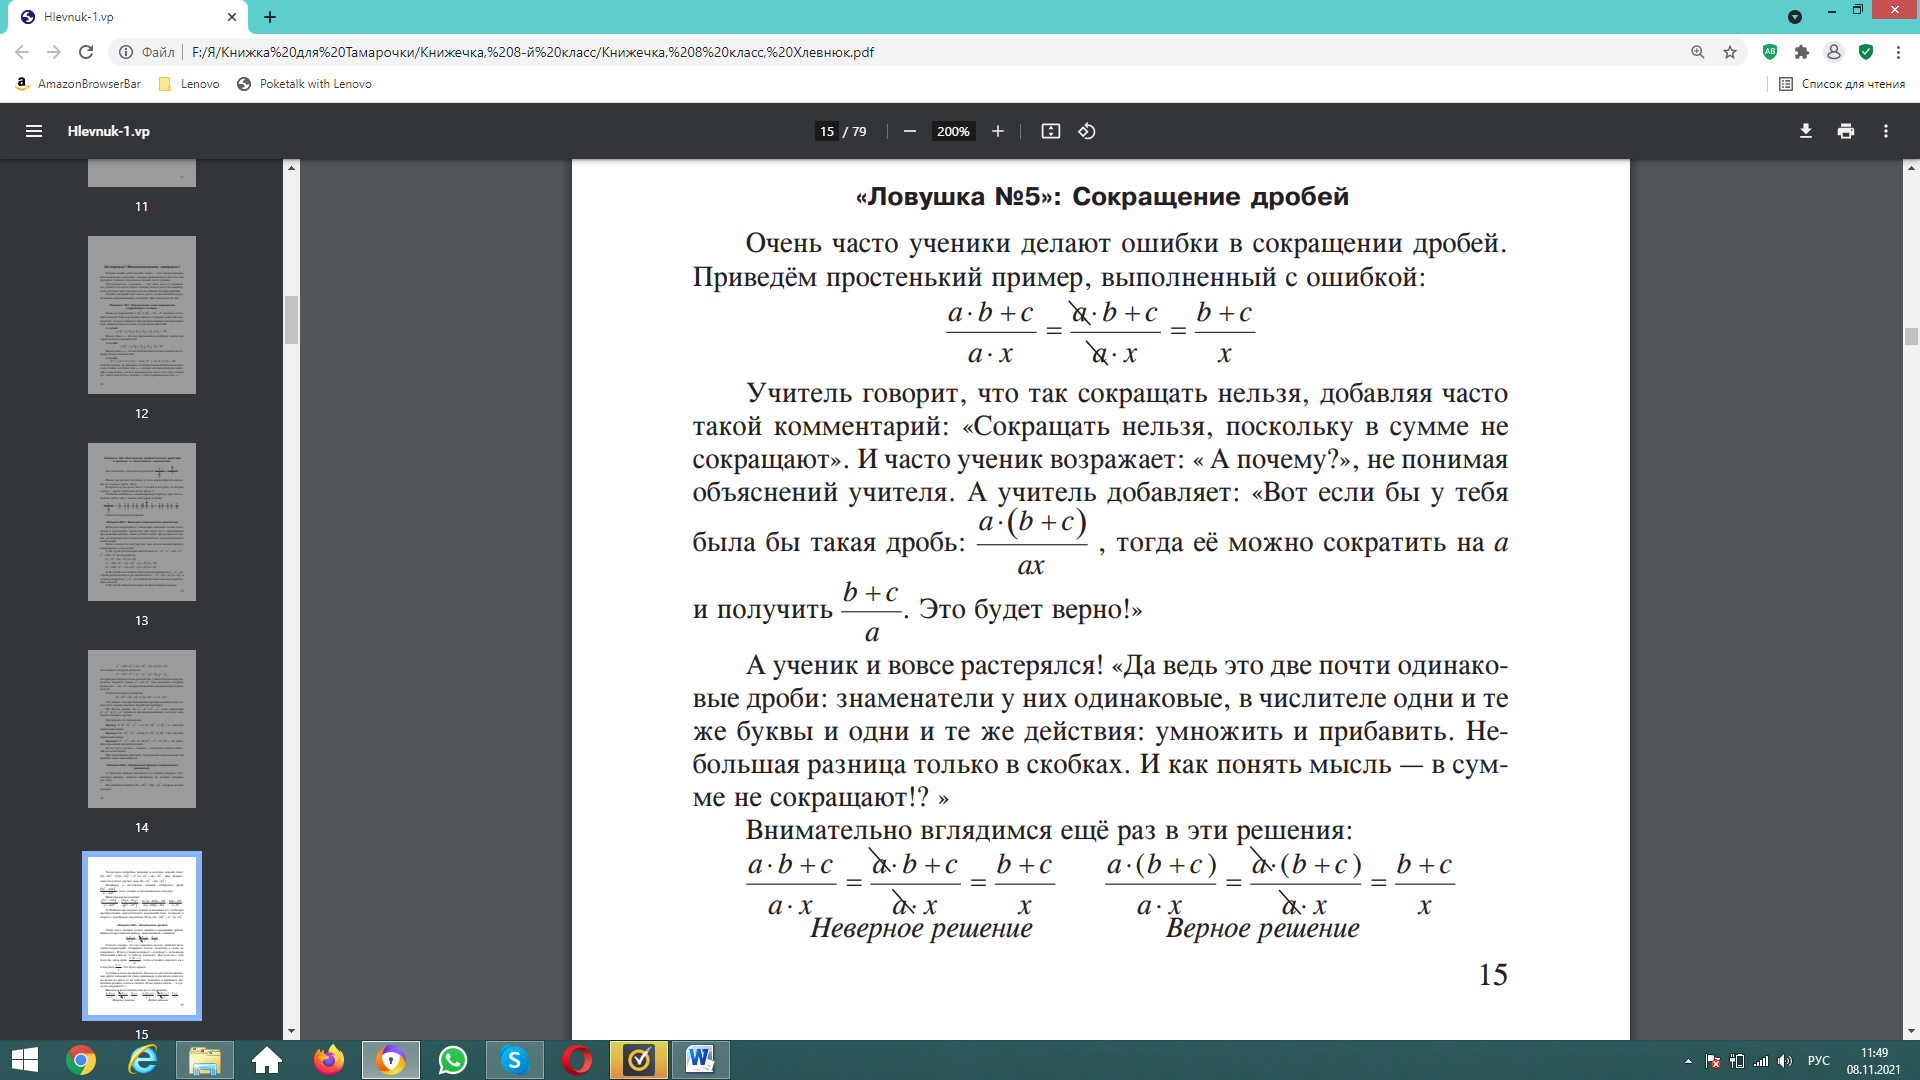 Hlevnuk-1.vp
Файл | F:/Я/Книжка%20для%20Тамарочки/Книжечка,%208-й%20класс/Книжечка,%208%20класс,%20Хлевнюк.pdf
AmazonBrowserBar Lenovo Poketalk with Lenovo Список для чтения
Hlevnuk-1.vp 15 / 79 200%
11
12
13
14
15
«Ловушка №5»: Сокращение дробей
Очень часто ученики делают ошибки в сокращении дробей.
Приведём простенький пример, выполненный с ошибкой:
a · b + c / a · x = a · b + c / a · x = b + c / x
Учитель говорит, что так сокращать нельзя, добавляя часто
такой комментарий: «Сокращать нельзя, поскольку в сумме не
сокращают». И часто ученик возражает: « А почему?», не понимая
объяснений учителя. А учитель добавляет: «Вот если бы у тебя
была бы такая дробь: a · (b + c) / ax , тогда её можно сократить на a
и получить b + c / a . Это будет верно!»
А ученик и вовсе растерялся! «Да ведь это две почти одинако-
вые дроби: знаменатели у них одинаковые, в числителе одни и те
же буквы и одни и те же действия: умножить и прибавить. Не-
большая разница только в скобках. И как понять мысль — в сум-
ме не сокращают!? »
Внимательно вглядимся ещё раз в эти решения:
a · b + c / a · x = a · b + c / a · x = b + c / x a · (b + c) / a · x = a · (b + c) / a · x = b + c / x
Неверное решение Верное решение
15
РУС
11:49
08.11.2021